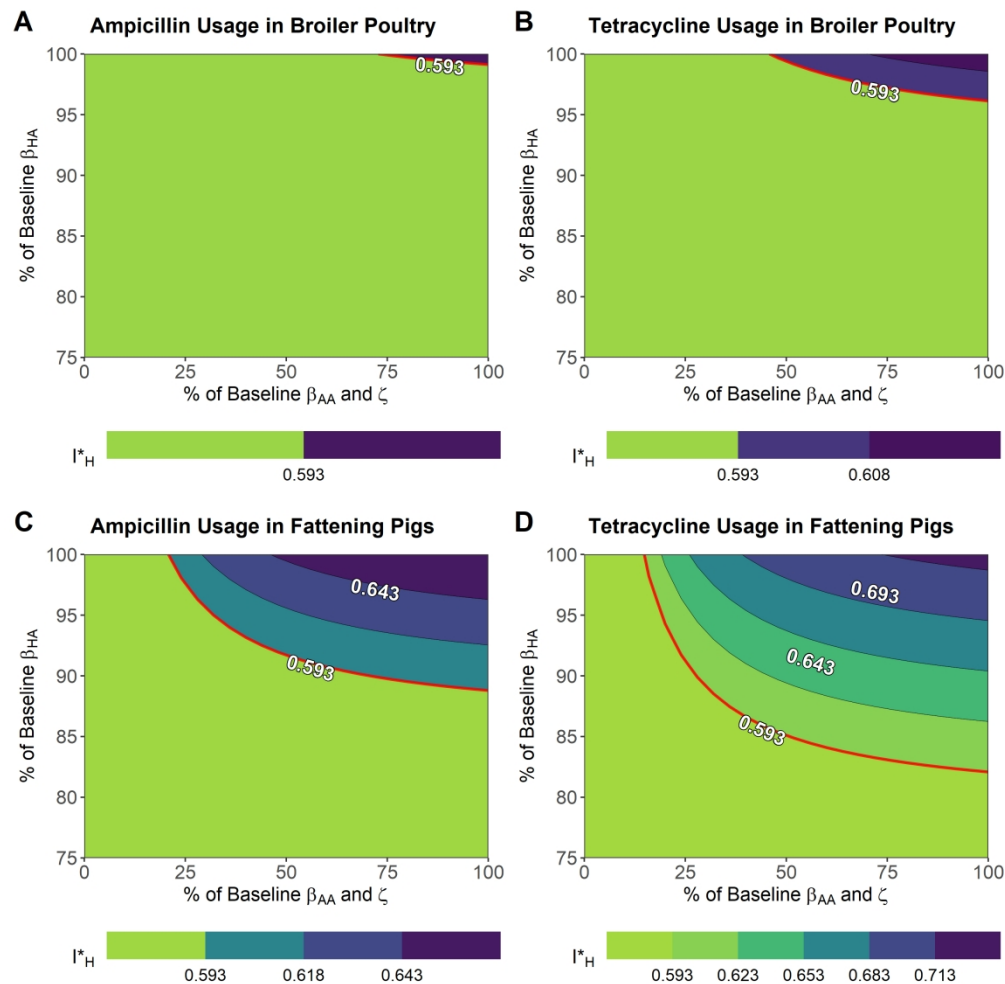 A Ampicillin Usage in Broiler Poultry
100
95
90
85
80
75
% of Baseline βHA
0.593
0 25 50 75 100
% of Baseline βAA and ζ
I*H
0.593
B Tetracycline Usage in Broiler Poultry
100
95
90
85
80
75
% of Baseline βHA
0.593
0 25 50 75 100
% of Baseline βAA and ζ
I*H
0.593 0.608
C Ampicillin Usage in Fattening Pigs
100
95
90
85
80
75
% of Baseline βHA
0.643
0.593
0 25 50 75 100
% of Baseline βAA and ζ
I*H
0.593 0.618 0.643
D Tetracycline Usage in Fattening Pigs
100
95
90
85
80
75
% of Baseline βHA
0.693
0.643
0.593
0 25 50 75 100
% of Baseline βAA and ζ
I*H
0.593 0.623 0.653 0.683 0.713